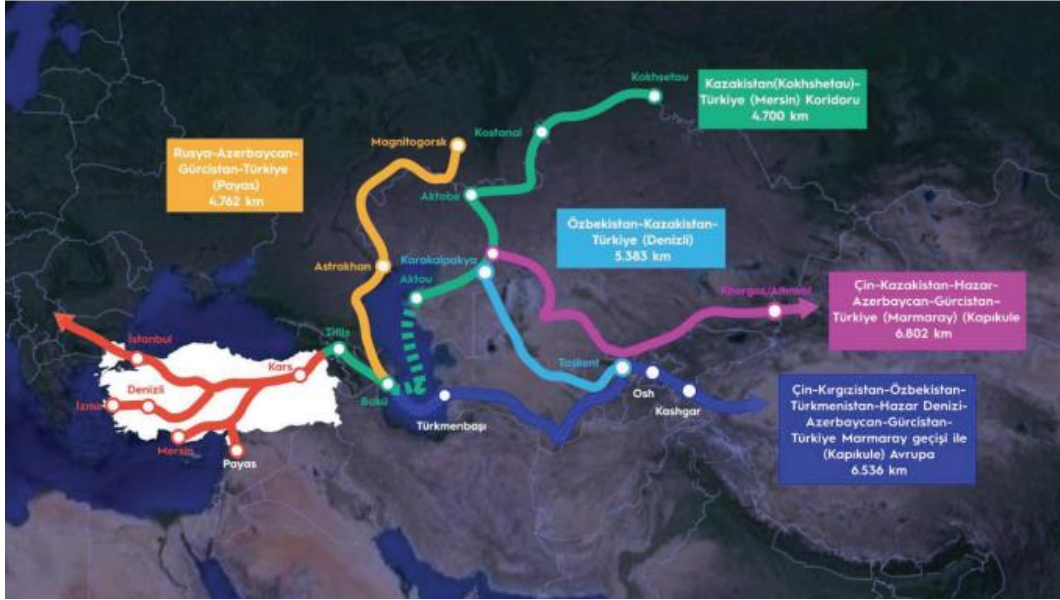 Kokhsetau
Kazakistan(Kokhshetau)-
Türkiye (Mersin) Koridoru
4.700 km
Kostanal
Magnitogorsk
Rusya-Azerbaycan-
Gürcistan-Türkiye
(Payas)
4.762 km
Aktobe
Özbekistan-Kazakistan-
Türkiye (Denizli)
5.383 km
Karakalpakya
Astrakhan
Aktau
Khorgas/Altınkol
Çin-Kazakistan-Hazar-
Azerbaycan-Gürcistan-
Türkiye (Marmaray) (Kapıkule
6.802 km
Tiflis
İstanbul
Kars
Taşkent
Denizli
İzmir
Bakü
Türkmenbaşı
Osh
Kashgar
Çin-Kırgızistan-Özbekistan-
Türkmenistan-Hazar Denizi-
Azerbaycan-Gürcistan-
Türkiye Marmaray geçişi ile
(Kapıkule) Avrupa
6.536 km
Mersin
Payas